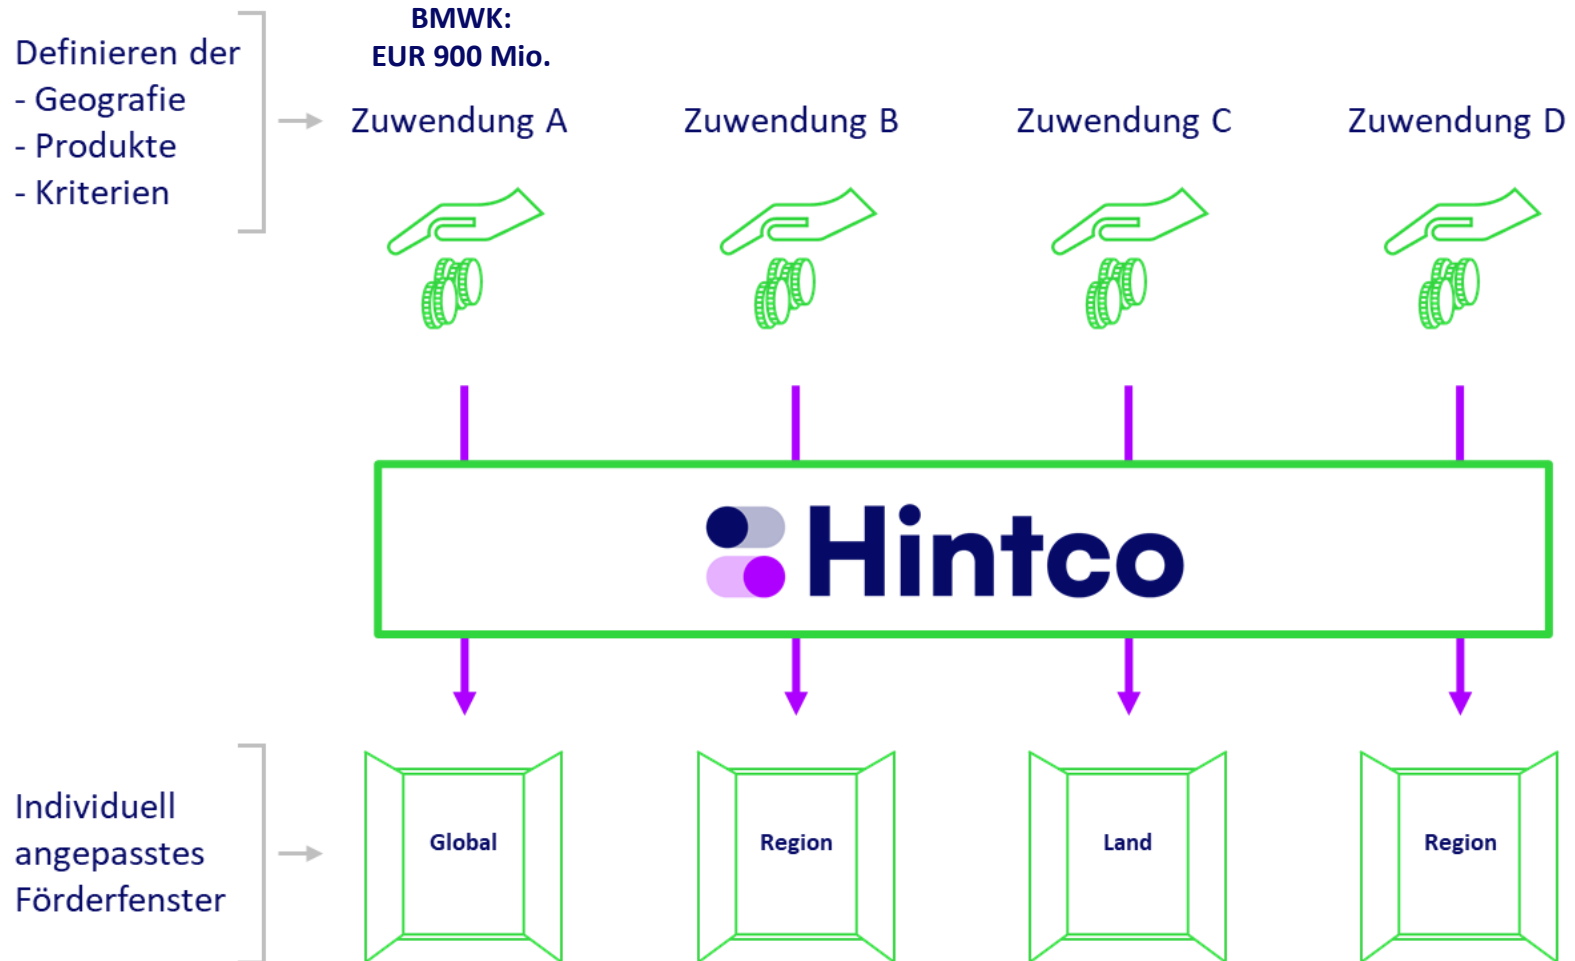 BMWK:
EUR 900 Mio.
Definieren der
- Geografie
- Produkte
- Kriterien
Zuwendung A
Zuwendung B
Zuwendung C
Zuwendung D
Hintco
Individuell
angepasstes
Förderfenster
Global
Region
Land
Region